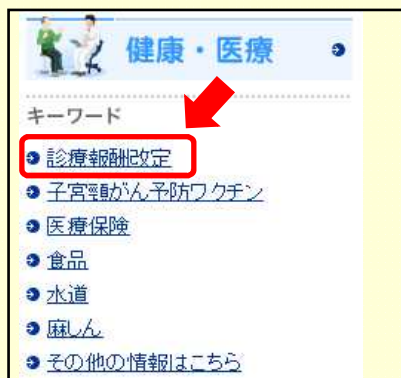 健康・医療
キーワード
診療報酬改定
子宮頸がん予防ワクチン
医療保険
食品
水道
麻しん
その他の情報はこちら